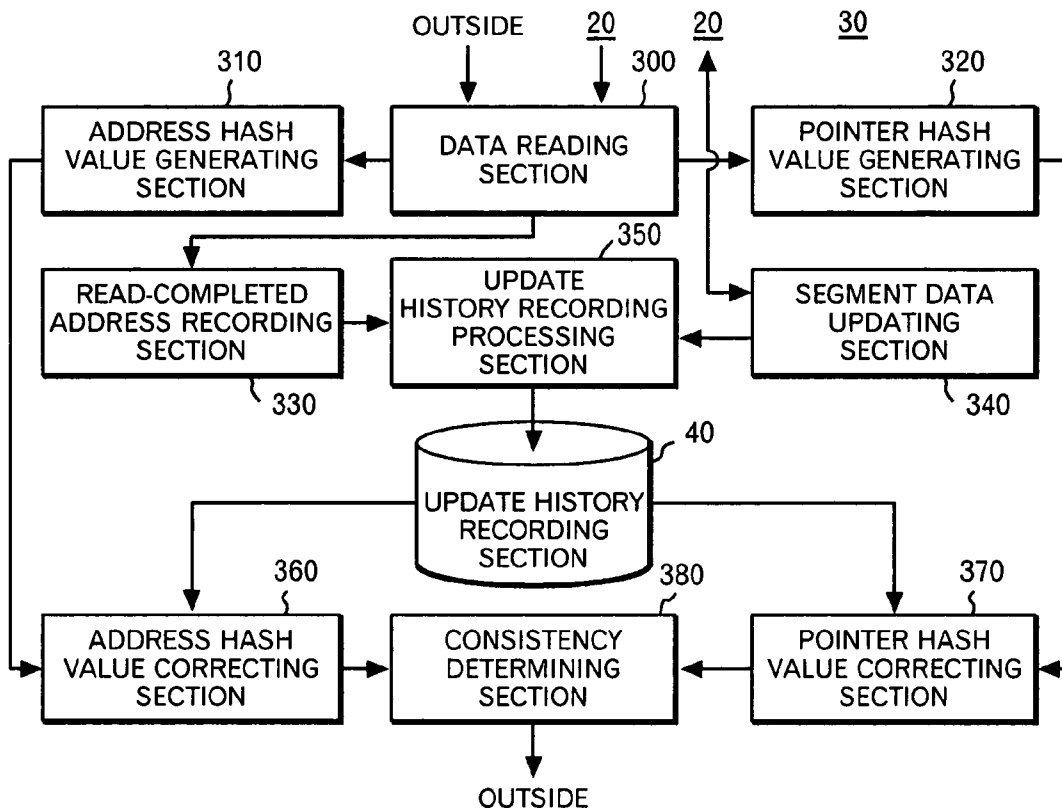 OUTSIDE
20
20
30
310
300
320
ADDRESS HASH
VALUE GENERATING
SECTION
DATA READING
SECTION
POINTER HASH
VALUE GENERATING
SECTION
350
READ-COMPLETED
ADDRESS RECORDING
SECTION
UPDATE
HISTORY RECORDING
PROCESSING
SECTION
SEGMENT DATA
UPDATING
SECTION
330
340
40
UPDATE HISTORY
RECORDING
SECTION
360
380
370
ADDRESS HASH
VALUE CORRECTING
SECTION
CONSISTENCY
DETERMINING
SECTION
POINTER HASH
VALUE CORRECTING
SECTION
OUTSIDE